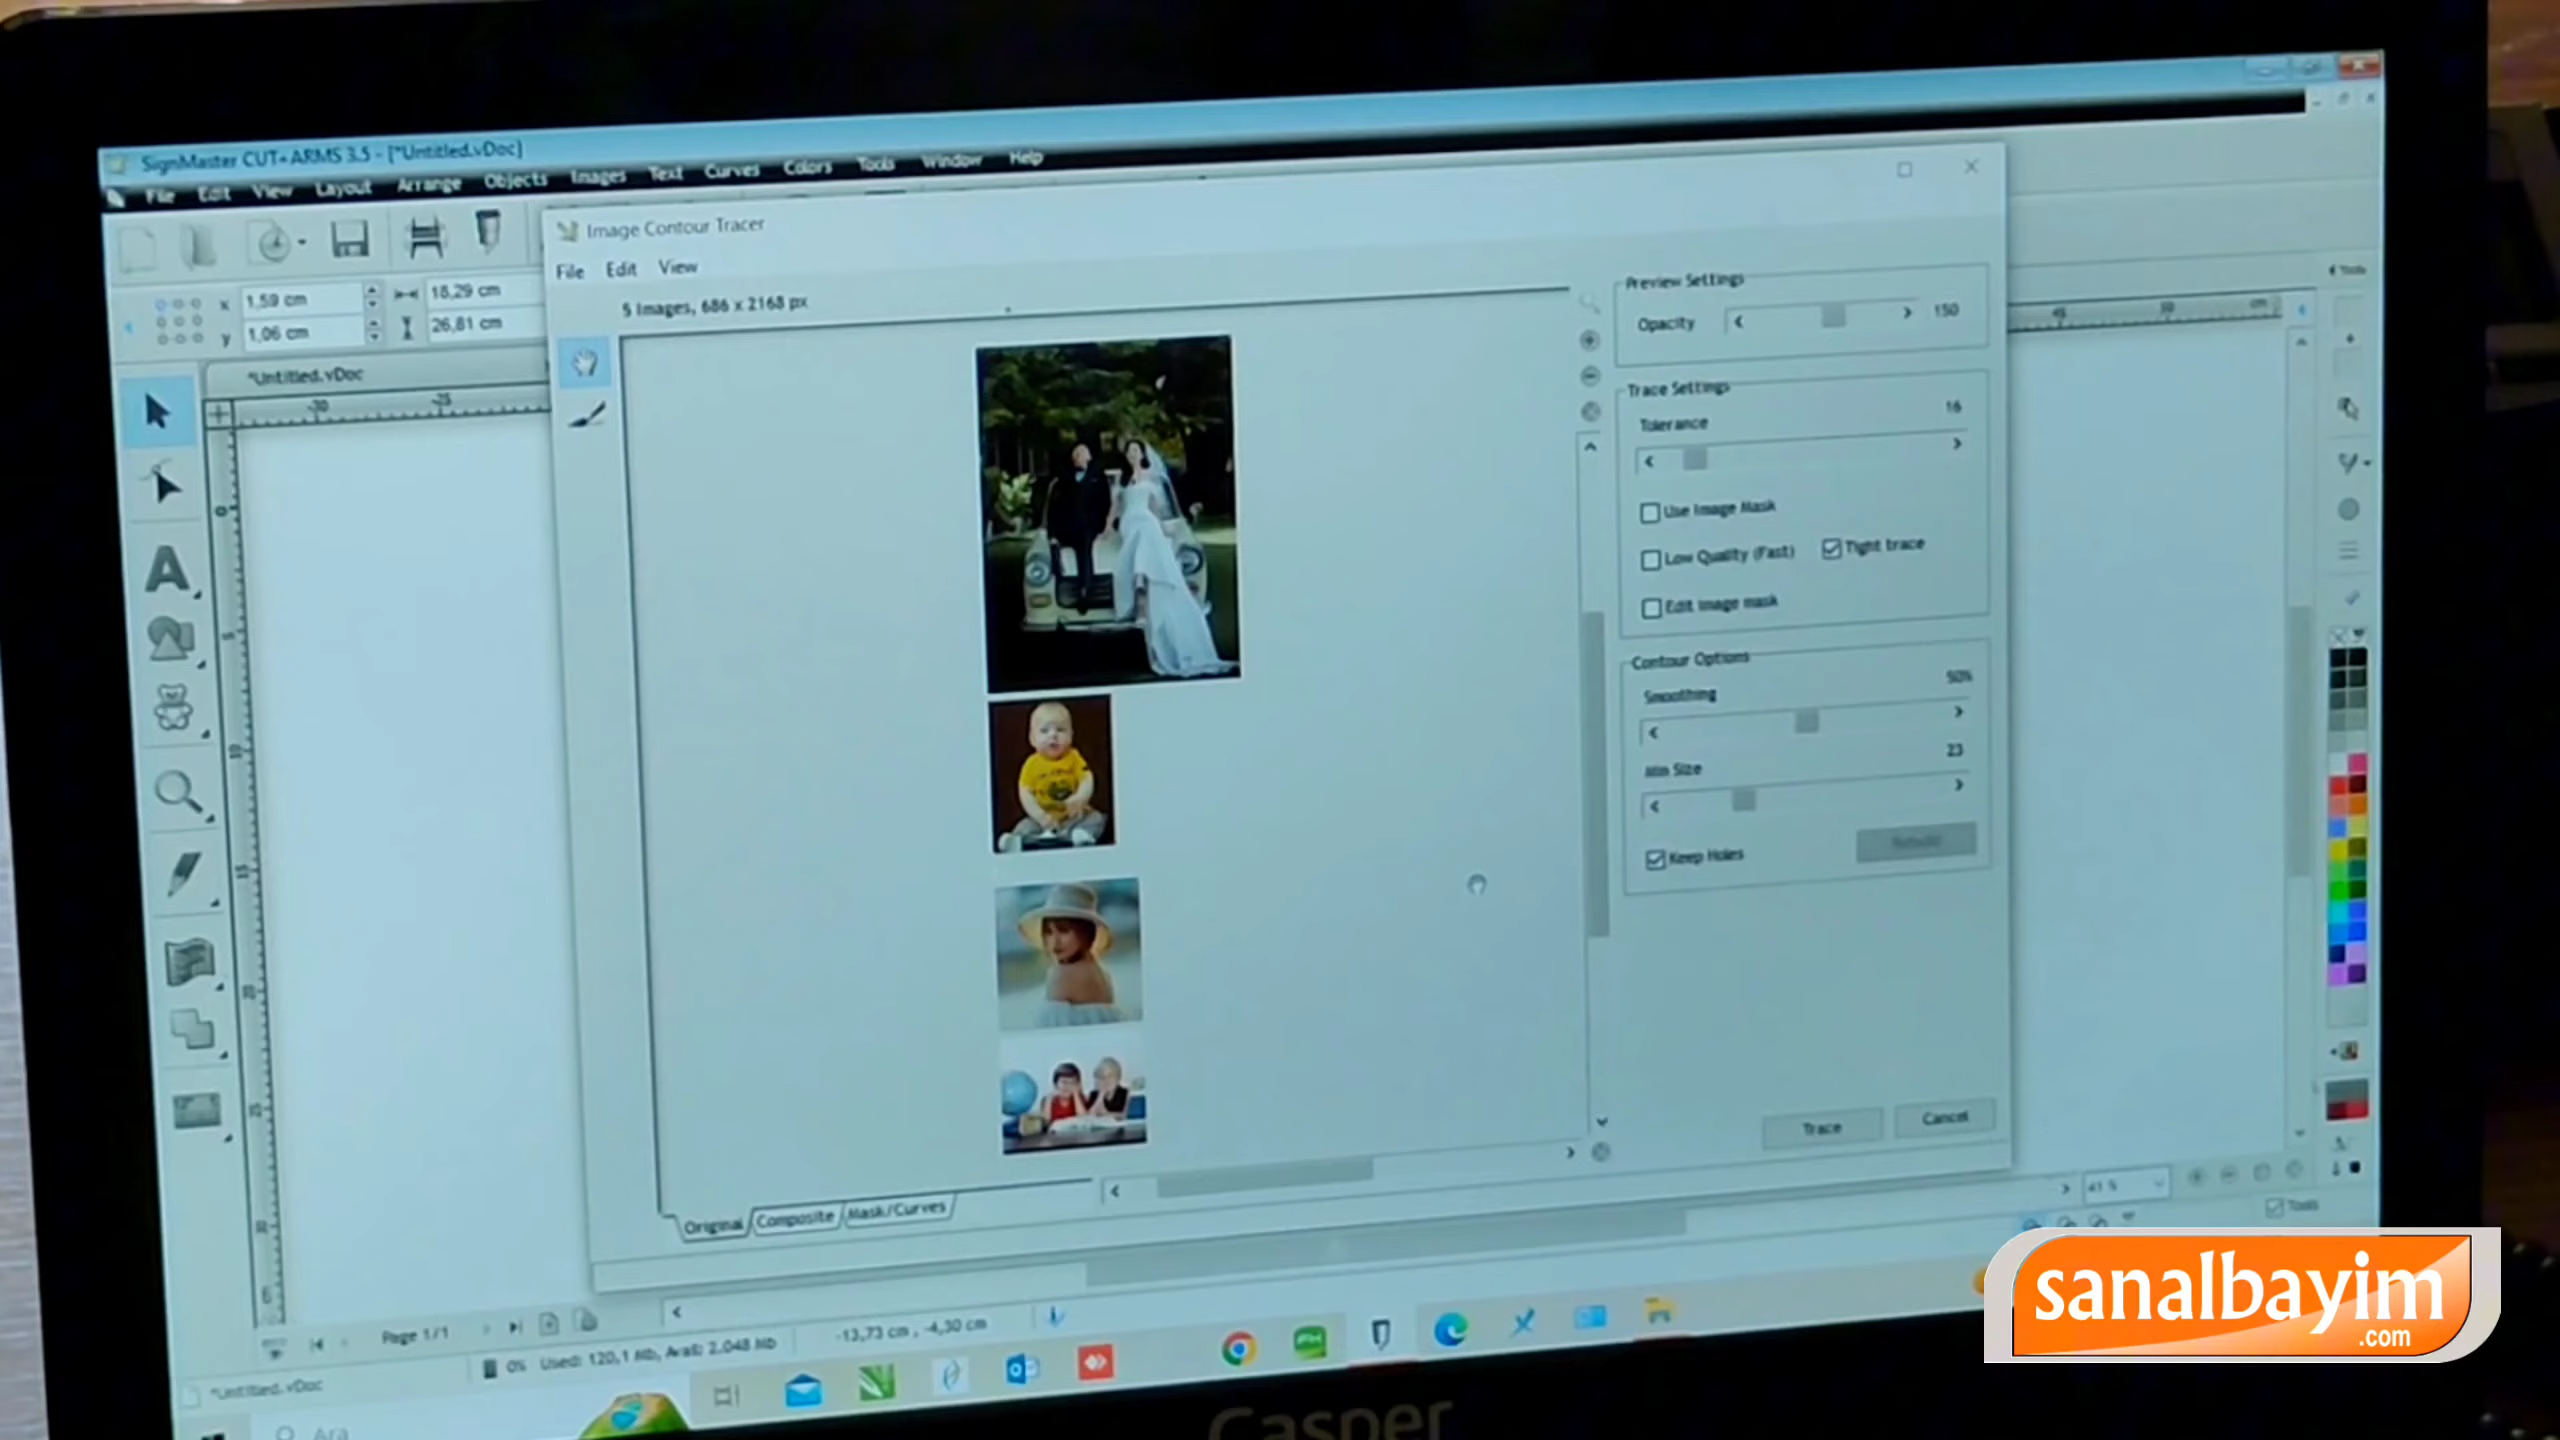 SignMaster CUT+ARMS 3.5 - [*Untitled.vDoc]
File Edit View Layout Arrange Objects Images Text Curves Colors Tools Window Help
Image Contour Tracer
File Edit View
5 Images, 686 x 2168 px
x 1,59 cm 18,29 cm
y 1,06 cm 26,81 cm
*Untitled.vDoc
Preview Settings
Opacity 150
Trace Settings
Tolerance 16
Use Image Mask
Low Quality (Fast) Tight trace
Edit image mask
Contour Options
Smoothing 50%
Min Size 23
Keep Holes
Trace Cancel
Original Composite Mask/Curves
41 %
Tools
Tools
Page 1/1
0% Used: 120,1 Mb, Avail: 2.048 Mb
-13,73 cm , -4,30 cm
*Untitled.vDoc
Ara
Casper
sanalbayim
.com